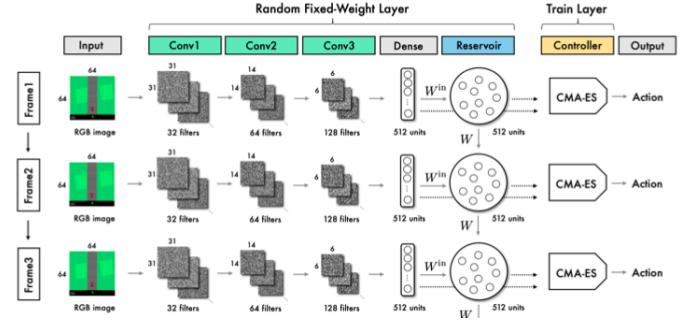 Random Fixed-Weight Layer
Train Layer
Input
Conv1
Conv2
Conv3
Dense
Reservoir
Controller
Output
Frame1
64
64
RGB image
31
31
32 filters
14
14
64 filters
6
6
128 filters
512 units
W^in
W
512 units
CMA-ES
Action
Frame2
64
64
RGB image
31
31
32 filters
14
14
64 filters
6
6
128 filters
512 units
W^in
W
512 units
CMA-ES
Action
Frame3
64
64
RGB image
31
31
32 filters
14
14
64 filters
6
6
128 filters
512 units
W^in
W
512 units
CMA-ES
Action